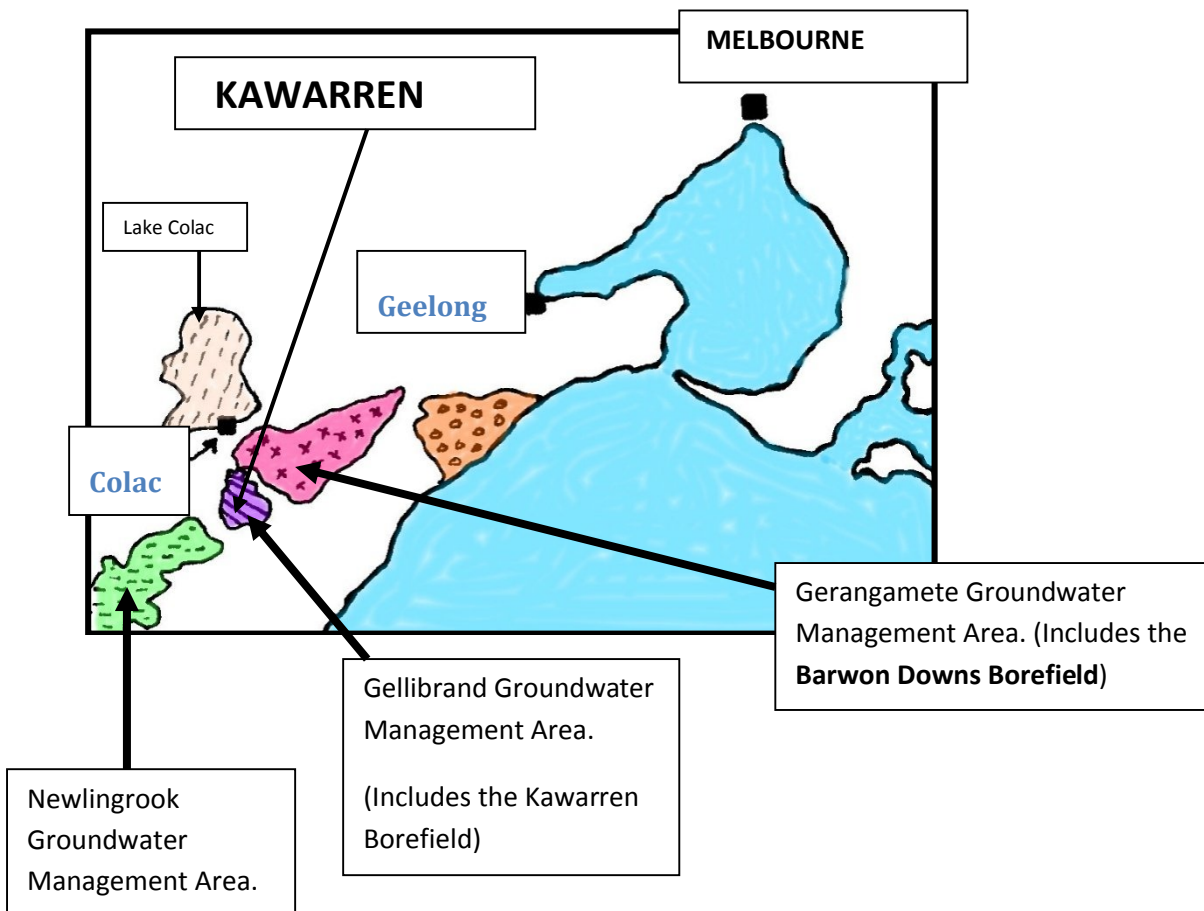 MELBOURNE
KAWARREN
Lake Colac
Geelong
Colac
Gerangamete Groundwater
Management Area. (Includes the
Barwon Downs Borefield)
Gellibrand Groundwater
Management Area.
(Includes the Kawarren
Borefield)
Newlingrook
Groundwater
Management Area.